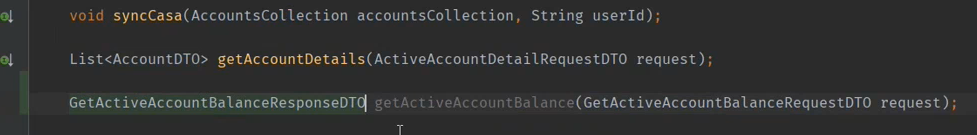 void syncCasa(AccountsCollection accountsCollection, String userId);
List<AccountDTO> getAccountDetails(ActiveAccountDetailRequestDTO request);
GetActiveAccountBalanceResponseDTO getActiveAccountBalance(GetActiveAccountBalanceRequestDTO request);